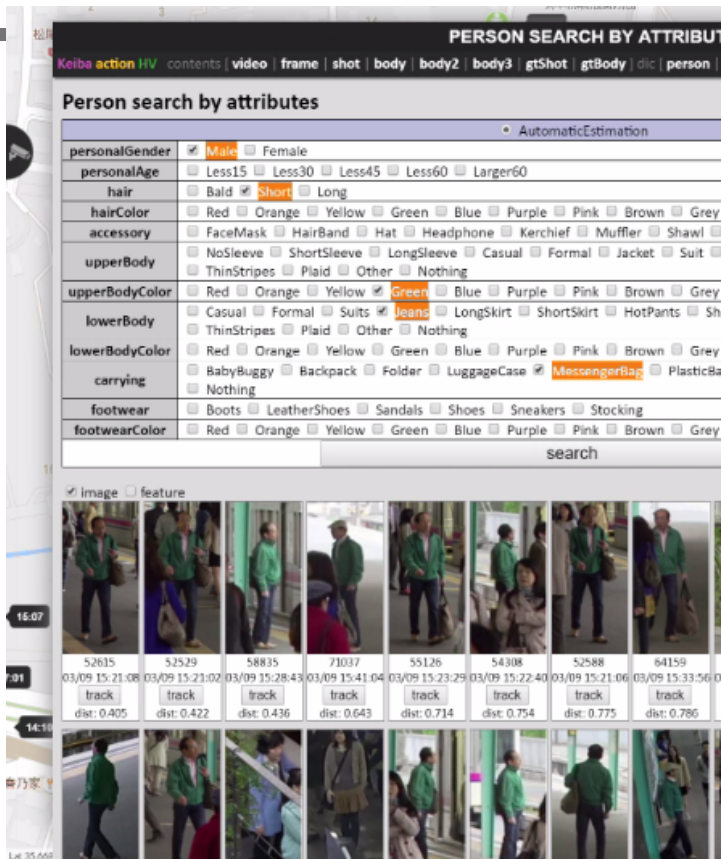 PERSON SEARCH BY ATTRIBUT
Keiba action HV contents | video | frame | shot | body | body2 | body3 | gtShot | gtBody | dic | person |
Person search by attributes
AutomaticEstimation
personalGender Male Female
personalAge Less15 Less30 Less45 Less60 Larger60
hair Bald Short Long
hairColor Red Orange Yellow Green Blue Purple Pink Brown Grey
accessory FaceMask HairBand Hat Headphone Kerchief Muffler Shawl
upperBody NoSleeve ShortSleeve LongSleeve Casual Formal Jacket Suit
ThinStripes Plaid Other Nothing
upperBodyColor Red Orange Yellow Green Blue Purple Pink Brown Grey
lowerBody Casual Formal Suits Jeans LongSkirt ShortSkirt HotPants Sh
ThinStripes Plaid Other Nothing
lowerBodyColor Red Orange Yellow Green Blue Purple Pink Brown Grey
carrying BabyBuggy Backpack Folder LuggageCase MessengerBag PlasticBa
Nothing
footwear Boots LeatherShoes Sandals Shoes Sneakers Stocking
footwearColor Red Orange Yellow Green Blue Purple Pink Brown Grey
search
image feature
15:07
52615 52529 58835 71037 55126 54308 52588 64159
7:01
03/09 15:21:08 03/09 15:21:02 03/09 15:28:43 03/09 15:41:04 03/09 15:23:29 03/09 15:22:40 03/09 15:21:06 03/09 15:33:56
track track track track track track track track
dist: 0.405 dist: 0.422 dist: 0.436 dist: 0.643 dist: 0.714 dist: 0.754 dist: 0.775 dist: 0.786
14:10
乃家